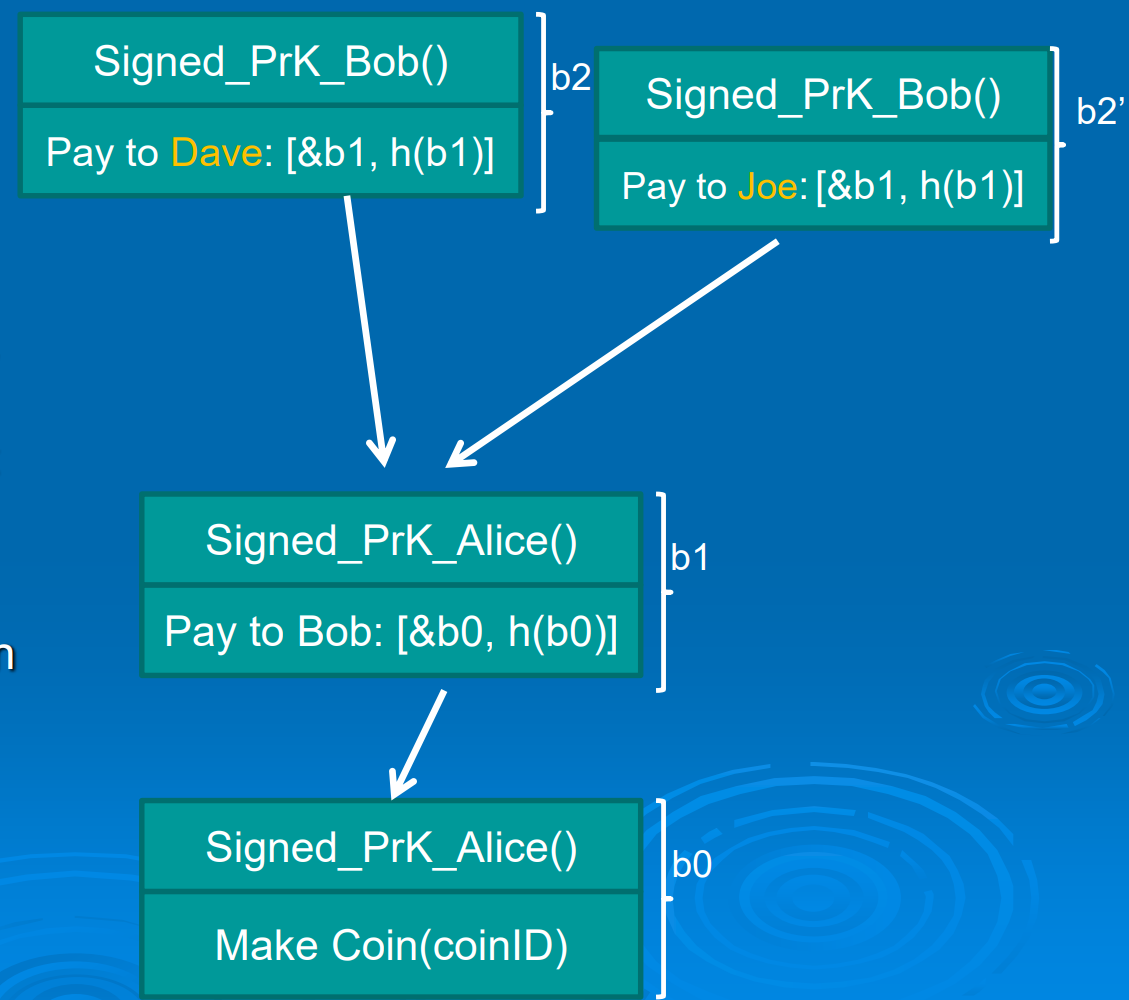 Signed_PrK_Bob()
b2
Pay to Dave: [&b1, h(b1)]
Signed_PrK_Bob()
b2’
Pay to Joe: [&b1, h(b1)]
Signed_PrK_Alice()
b1
Pay to Bob: [&b0, h(b0)]
Signed_PrK_Alice()
b0
Make Coin(coinID)